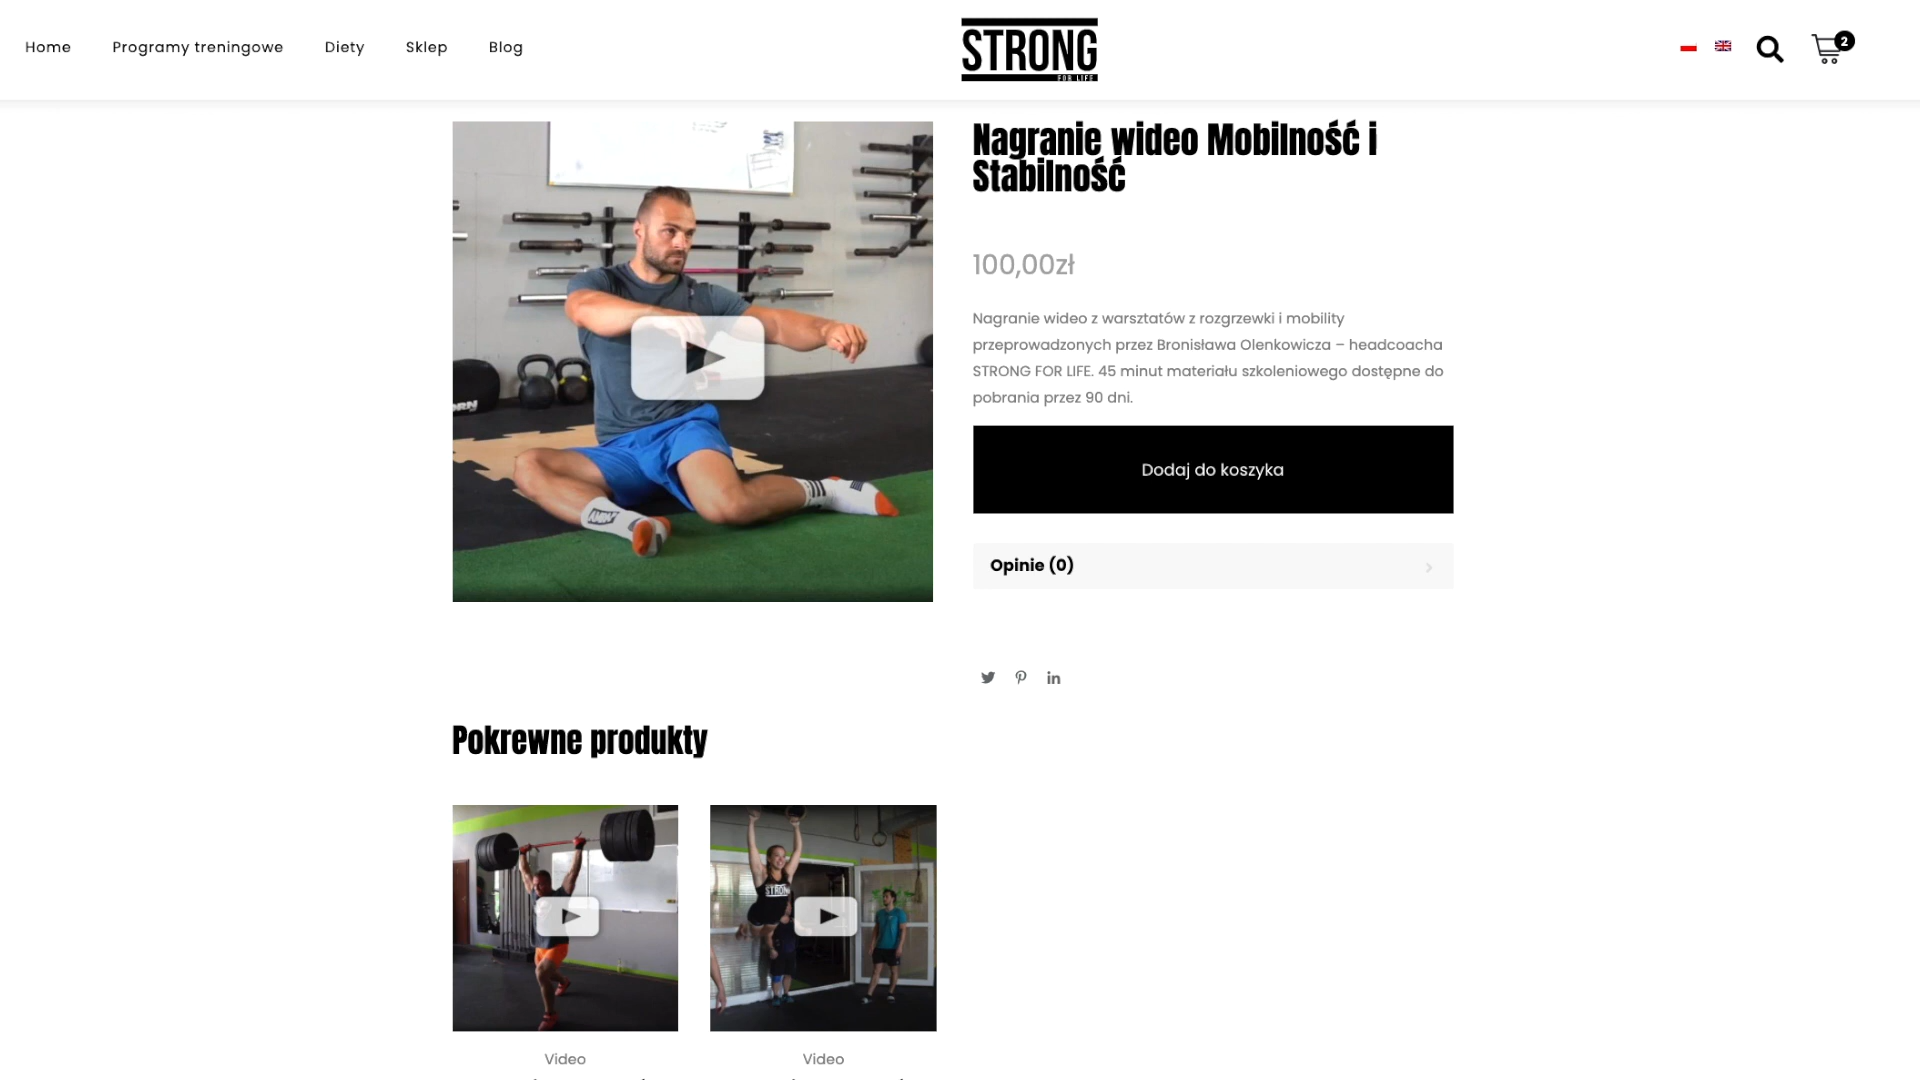 Home
Programy treningowe
Diety
Sklep
Blog
STRONG
FOR LIFE
2
Nagranie wideo Mobilność i
Stabilność
100,00zł
Nagranie wideo z warsztatów z rozgrzewki i mobility
przeprowadzonych przez Bronisława Olenkowicza – headcoacha
STRONG FOR LIFE. 45 minut materiału szkoleniowego dostępne do
pobrania przez 90 dni.
Dodaj do koszyka
Opinie (0)
Pokrewne produkty
STRONG
Video
Video